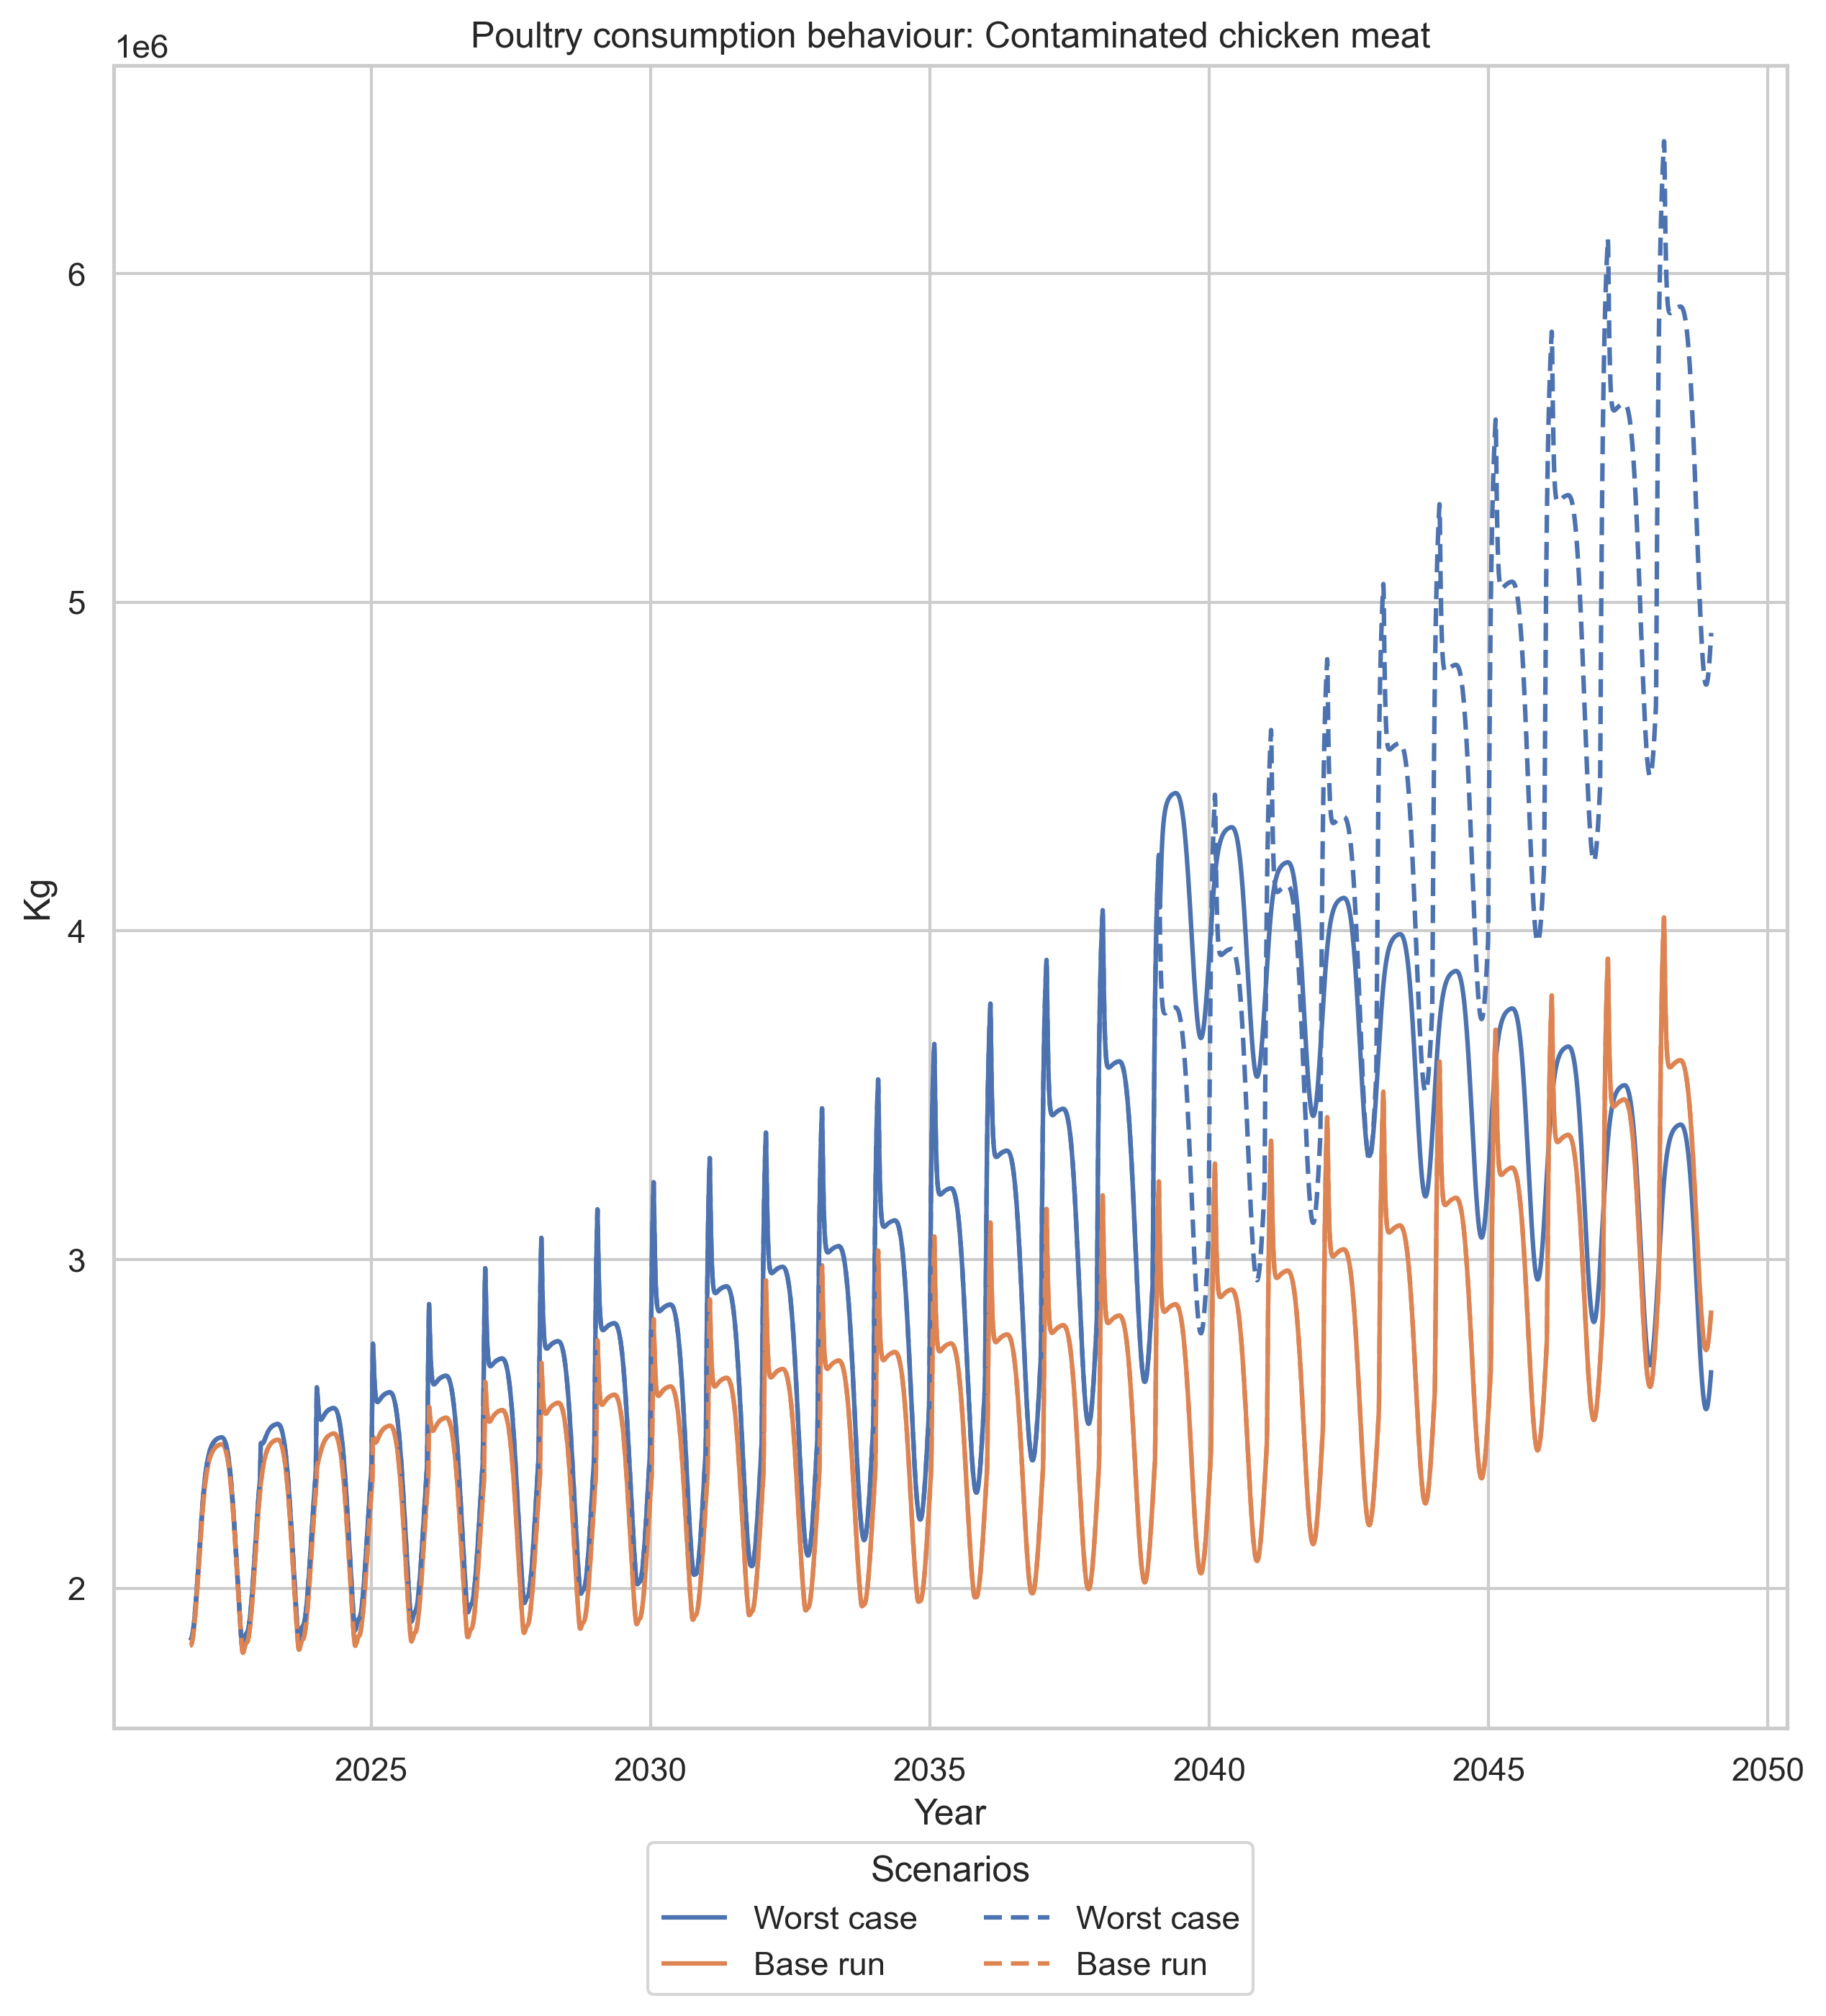 Poultry consumption behaviour: Contaminated chicken meat
1e6
6
5
4
3
2
Kg
2025 2030 2035 2040 2045 2050
Year
Scenarios
Worst case Worst case
Base run Base run